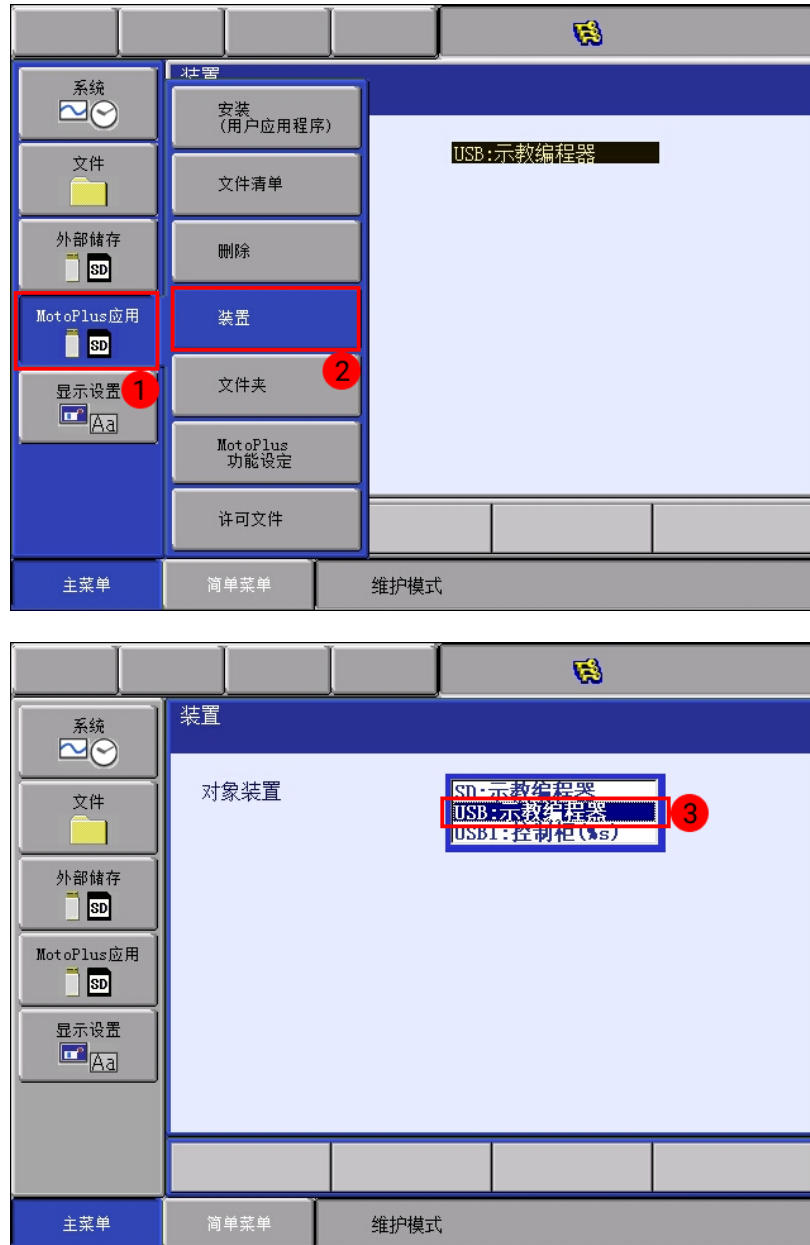 装置
系统
安装
(用户应用程序)
USB:示教编程器
文件
文件清单
外部储存
SD
删除
MotoPlus应用
SD
装置
1
2
显示设置
Aa
文件夹
MotoPlus
功能设定
许可文件
主菜单
简单菜单
维护模式
系统
装置
对象装置
SD:示教编程器
USB:示教编程器
3
USB1:控制柜(%s)
文件
外部储存
SD
MotoPlus应用
SD
显示设置
Aa
主菜单
简单菜单
维护模式